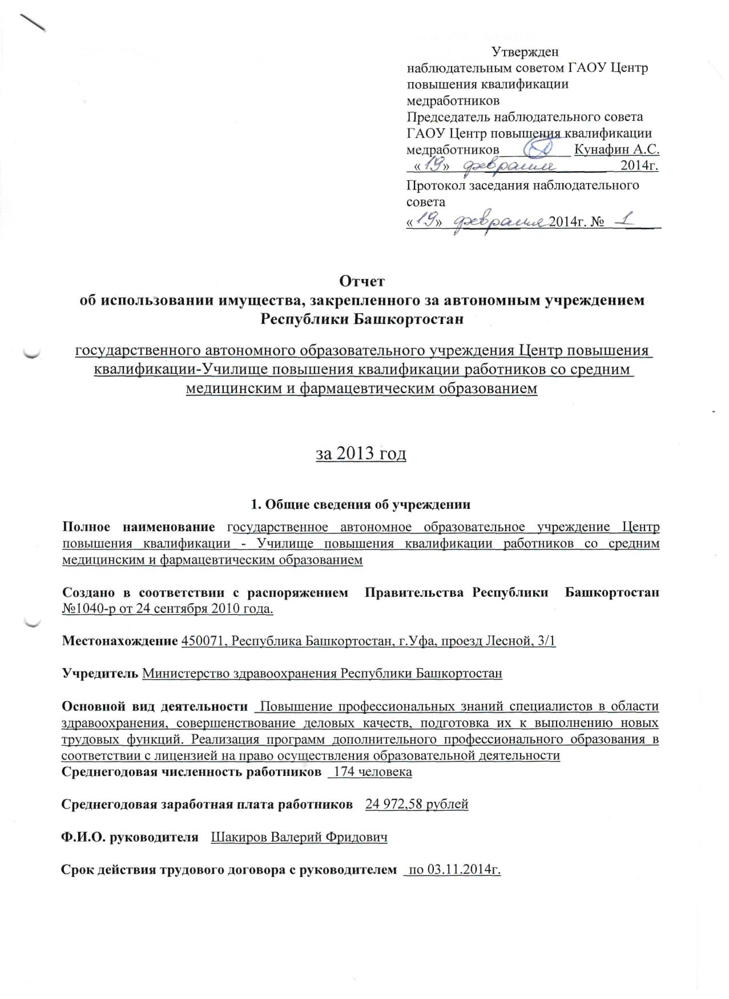 Утвержден
наблюдательным советом ГАОУ Центр
повышения квалификации
медработников
Председатель наблюдательного совета
ГАОУ Центр повышения квалификации
медработников__________ Кунафин А.С.
«19» февраля 2014г.
Протокол заседания наблюдательного
совета
«19» февраля 2014г. № 1
Отчет
об использовании имущества, закрепленного за автономным учреждением
Республики Башкортостан
государственного автономного образовательного учреждения Центр повышения
квалификации-Училище повышения квалификации работников со средним
медицинским и фармацевтическим образованием
за 2013 год
1. Общие сведения об учреждении
Полное наименование государственное автономное образовательное учреждение Центр
повышения квалификации - Училище повышения квалификации работников со средним
медицинским и фармацевтическим образованием
Создано в соответствии с распоряжением Правительства Республики Башкортостан
№1040-р от 24 сентября 2010 года.
Местонахождение 450071, Республика Башкортостан, г.Уфа, проезд Лесной, 3/1
Учредитель Министерство здравоохранения Республики Башкортостан
Основной вид деятельности Повышение профессиональных знаний специалистов в области
здравоохранения, совершенствование деловых качеств, подготовка их к выполнению новых
трудовых функций. Реализация программ дополнительного профессионального образования в
соответствии с лицензией на право осуществления образовательной деятельности
Среднегодовая численность работников 174 человека
Среднегодовая заработная плата работников 24 972,58 рублей
Ф.И.О. руководителя Шакиров Валерий Фридович
Срок действия трудового договора с руководителем по 03.11.2014г.